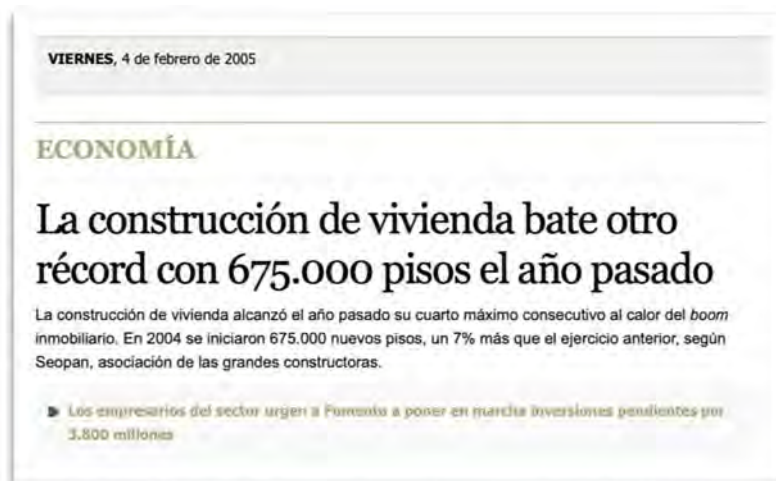 VIERNES, 4 de febrero de 2005
ECONOMÍA
La construcción de vivienda bate otro
récord con 675.000 pisos el año pasado
La construcción de vivienda alcanzó el año pasado su cuarto máximo consecutivo al calor del boom
inmobiliario. En 2004 se iniciaron 675.000 nuevos pisos, un 7% más que el ejercicio anterior, según
Seopan, asociación de las grandes constructoras.
Los empresarios del sector urgen a Fomento a poner en marcha inversiones pendientes por
3.800 millones